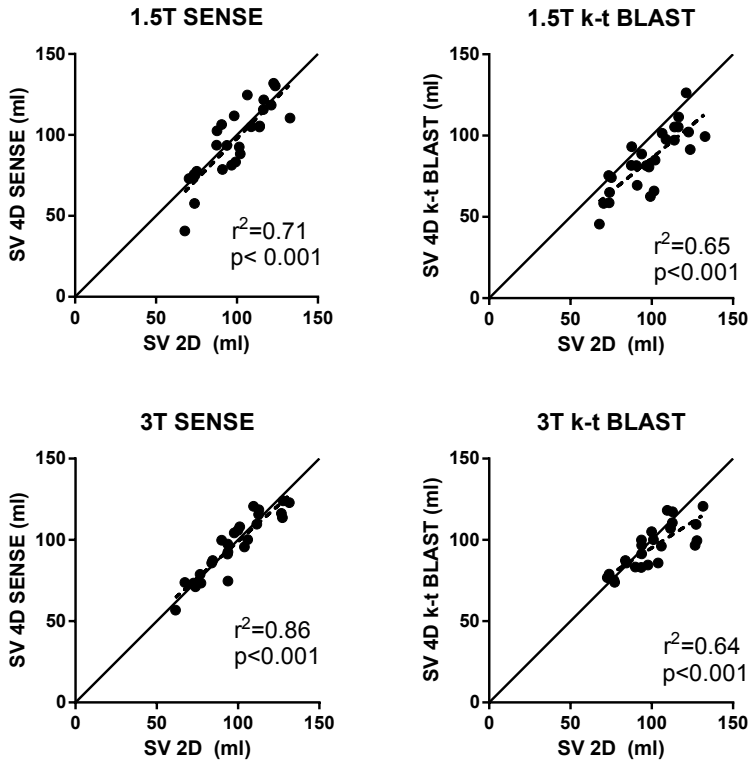 1.5T SENSE
SV 4D SENSE (ml)
150
100
50
0
r²=0.71
p< 0.001
0
50
100
150
SV 2D (ml)
1.5T k-t BLAST
SV 4D k-t BLAST (ml)
150
100
50
0
r²=0.65
p<0.001
0
50
100
150
SV 2D (ml)
3T SENSE
SV 4D SENSE (ml)
150
100
50
0
r²=0.86
p<0.001
0
50
100
150
SV 2D (ml)
3T k-t BLAST
SV 4D k-t BLAST (ml)
150
100
50
0
r²=0.64
p<0.001
0
50
100
150
SV 2D (ml)